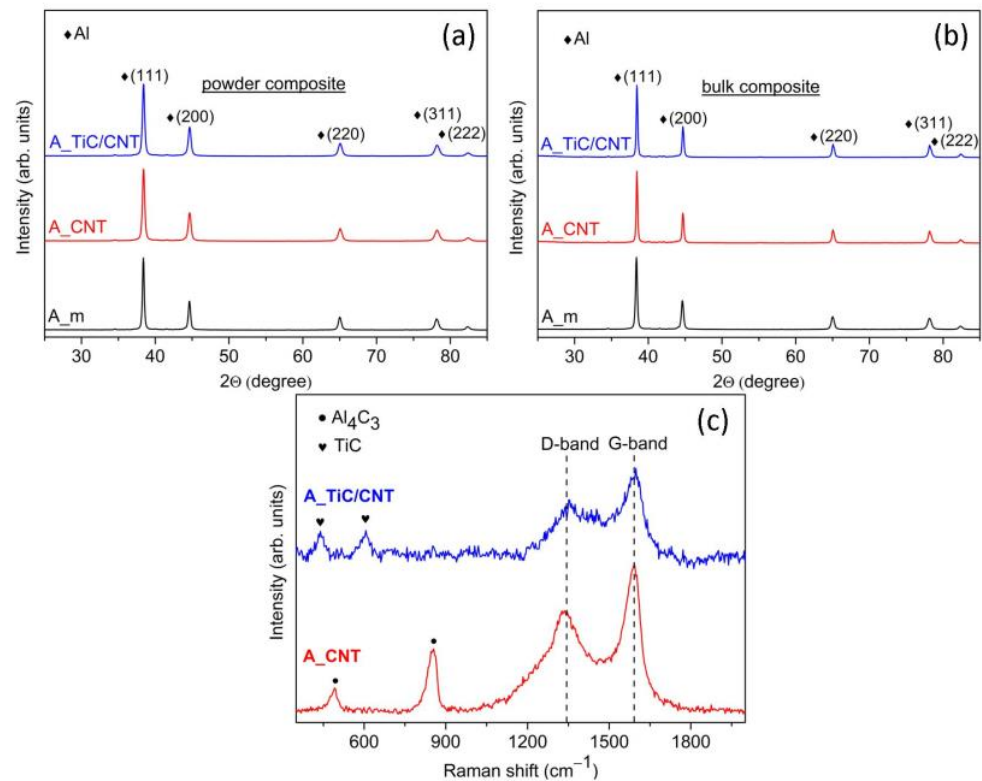 ♦Al
(a)
♦(111)
powder composite
♦(200)
♦(220)
♦(311)
♦(222)
A_TiC/CNT
A_CNT
A_m
Intensity (arb. units)
30 40 50 60 70 80
2Θ (degree)
♦Al
(b)
♦(111)
bulk composite
♦(200)
♦(220)
♦(311)
♦(222)
A_TiC/CNT
A_CNT
A_m
Intensity (arb. units)
30 40 50 60 70 80
2Θ (degree)
● Al₄C₃
♥ TiC
(c)
D-band G-band
A_TiC/CNT
A_CNT
Intensity (arb. units)
600 900 1200 1500 1800
Raman shift (cm⁻¹)